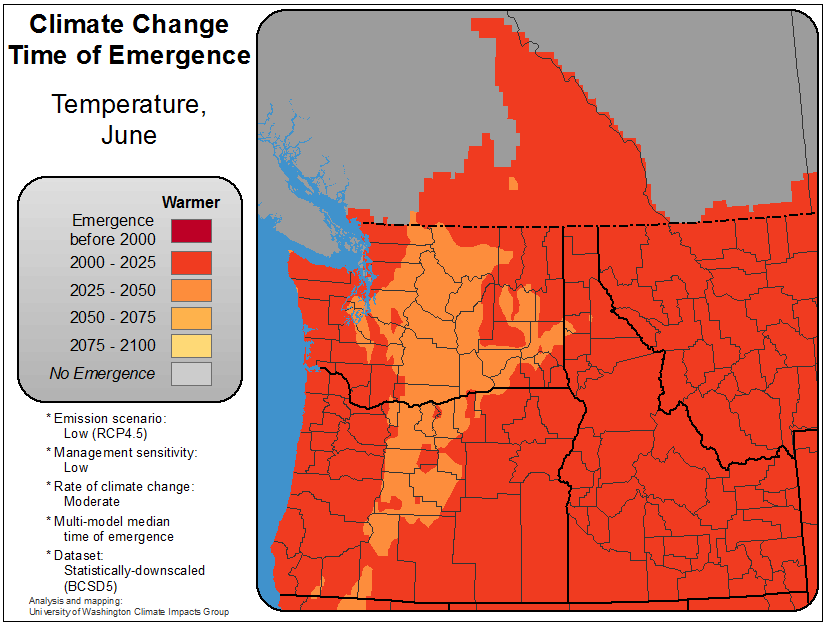 Climate Change
Time of Emergence
Temperature,
June
Warmer
Emergence
before 2000
2000 - 2025
2025 - 2050
2050 - 2075
2075 - 2100
No Emergence
* Emission scenario:
Low (RCP4.5)
* Management sensitivity:
Low
* Rate of climate change:
Moderate
* Multi-model median
time of emergence
* Dataset:
Statistically-downscaled
(BCSD5)
Analysis and mapping:
University of Washington Climate Impacts Group